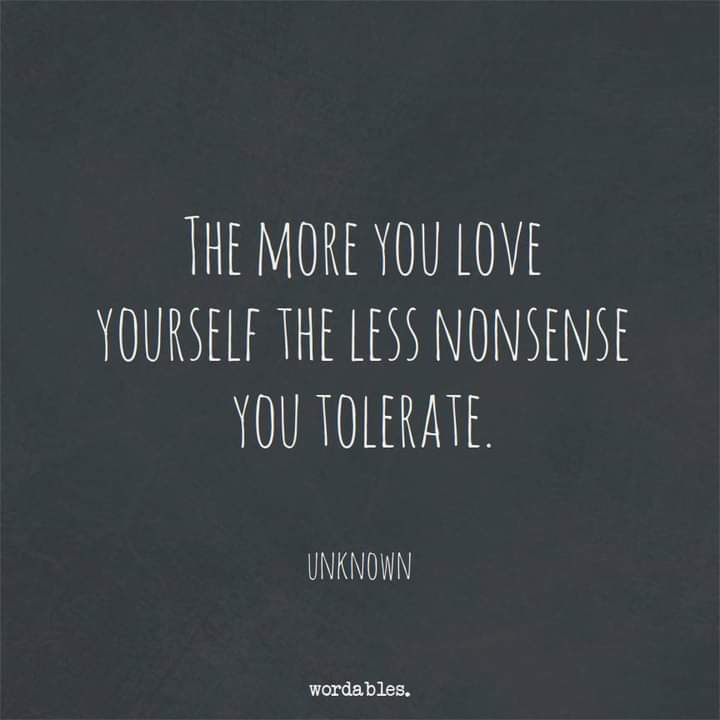 The more you love
yourself the less nonsense
you tolerate.
unknown
wordables.